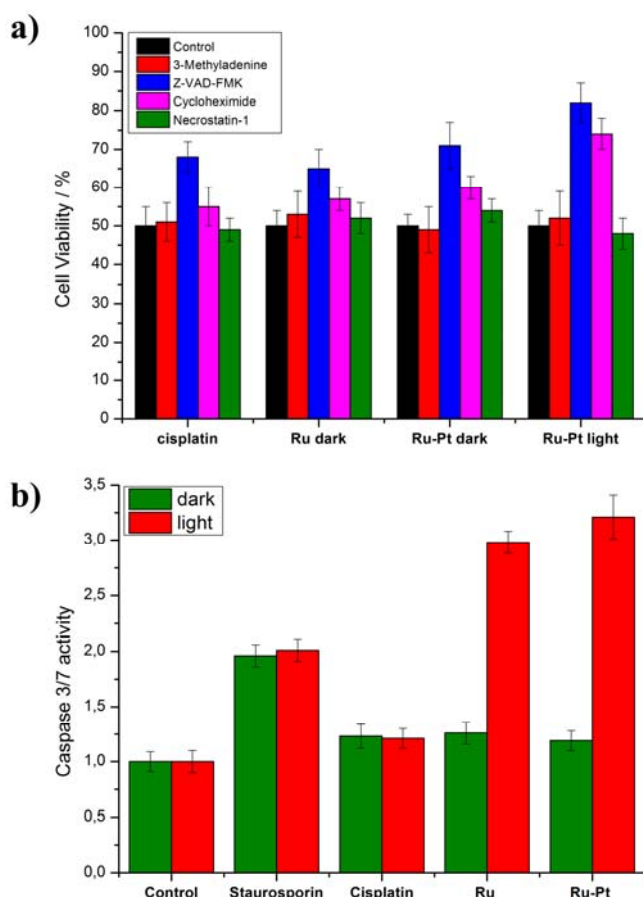 a)
Control
3-Methyladenine
Z-VAD-FMK
Cycloheximide
Necrostatin-1
100
90
80
70
60
50
40
30
20
10
0
Cell Viability / %
cisplatin Ru dark Ru-Pt dark Ru-Pt light
b)
dark
light
3,5
3,0
2,5
2,0
1,5
1,0
0,5
0,0
Caspase 3/7 activity
Control Staurosporin Cisplatin Ru Ru-Pt